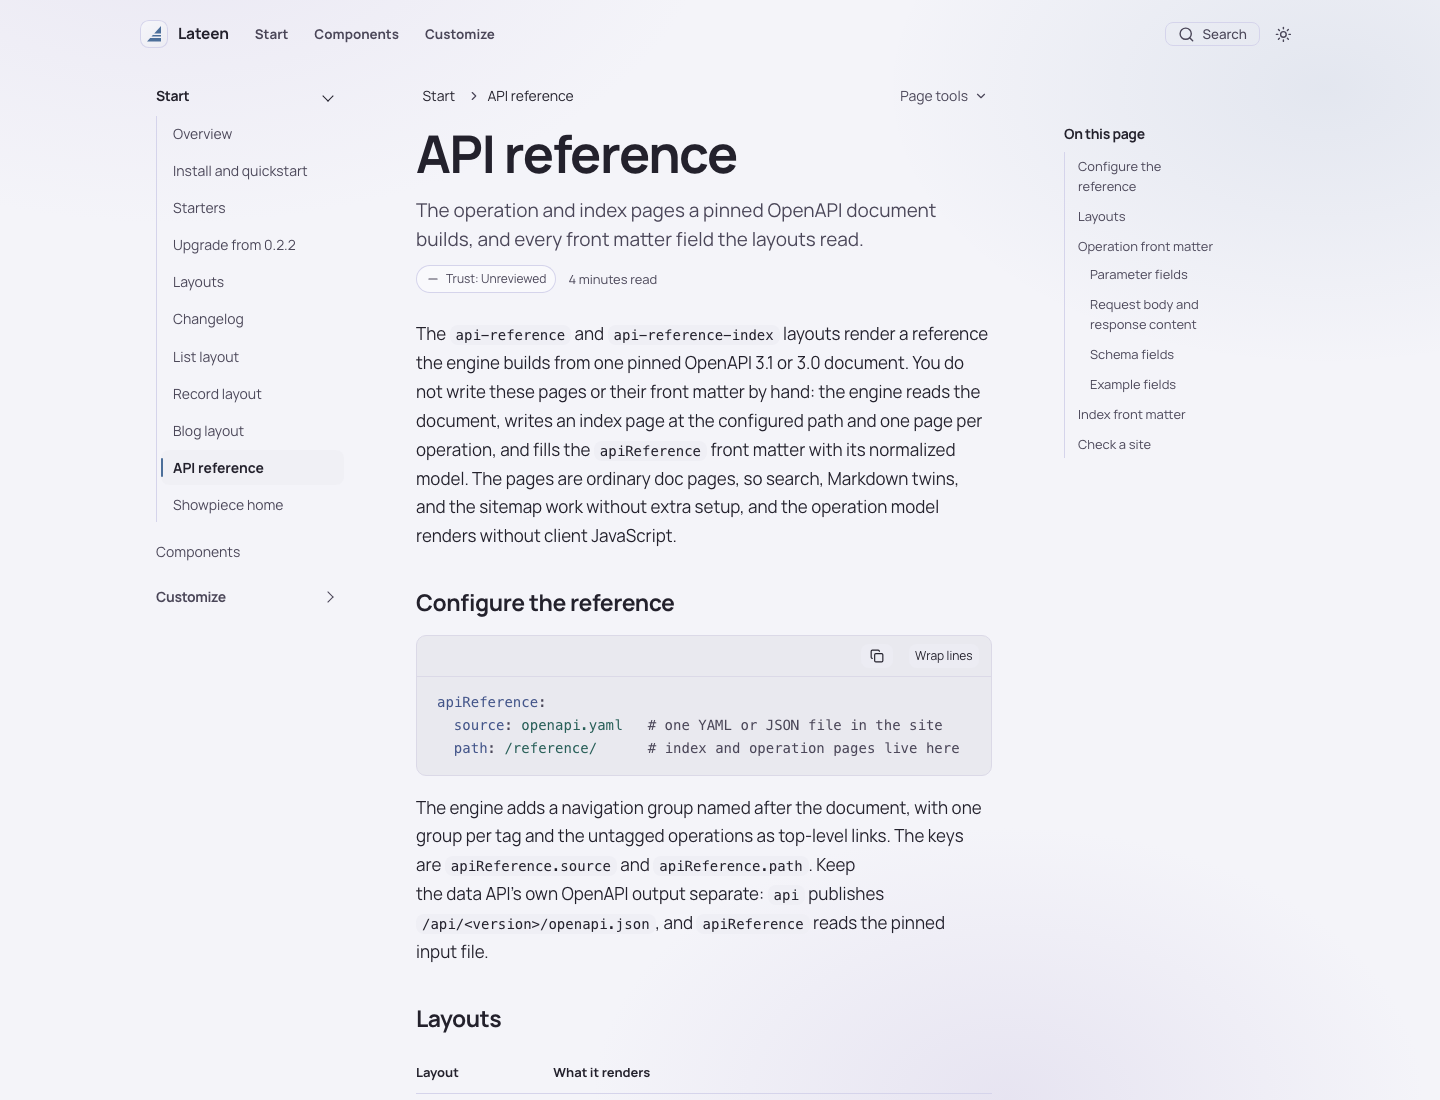 Lateen
Start
Components
Customize
Search
Start
Overview
Install and quickstart
Starters
Upgrade from 0.2.2
Layouts
Changelog
List layout
Record layout
Blog layout
API reference
Showpiece home
Components
Customize
Start > API reference
Page tools
API reference
The operation and index pages a pinned OpenAPI document
builds, and every front matter field the layouts read.
— Trust: Unreviewed
4 minutes read
The api-reference and api-reference-index layouts render a reference
the engine builds from one pinned OpenAPI 3.1 or 3.0 document. You do
not write these pages or their front matter by hand: the engine reads the
document, writes an index page at the configured path and one page per
operation, and fills the apiReference front matter with its normalized
model. The pages are ordinary doc pages, so search, Markdown twins,
and the sitemap work without extra setup, and the operation model
renders without client JavaScript.
Configure the reference
Wrap lines
apiReference:
  source: openapi.yaml   # one YAML or JSON file in the site
  path: /reference/      # index and operation pages live here
The engine adds a navigation group named after the document, with one
group per tag and the untagged operations as top-level links. The keys
are apiReference.source and apiReference.path. Keep
the data API’s own OpenAPI output separate: api publishes
/api/<version>/openapi.json, and apiReference reads the pinned
input file.
Layouts
Layout
What it renders
On this page
Configure the
reference
Layouts
Operation front matter
Parameter fields
Request body and
response content
Schema fields
Example fields
Index front matter
Check a site